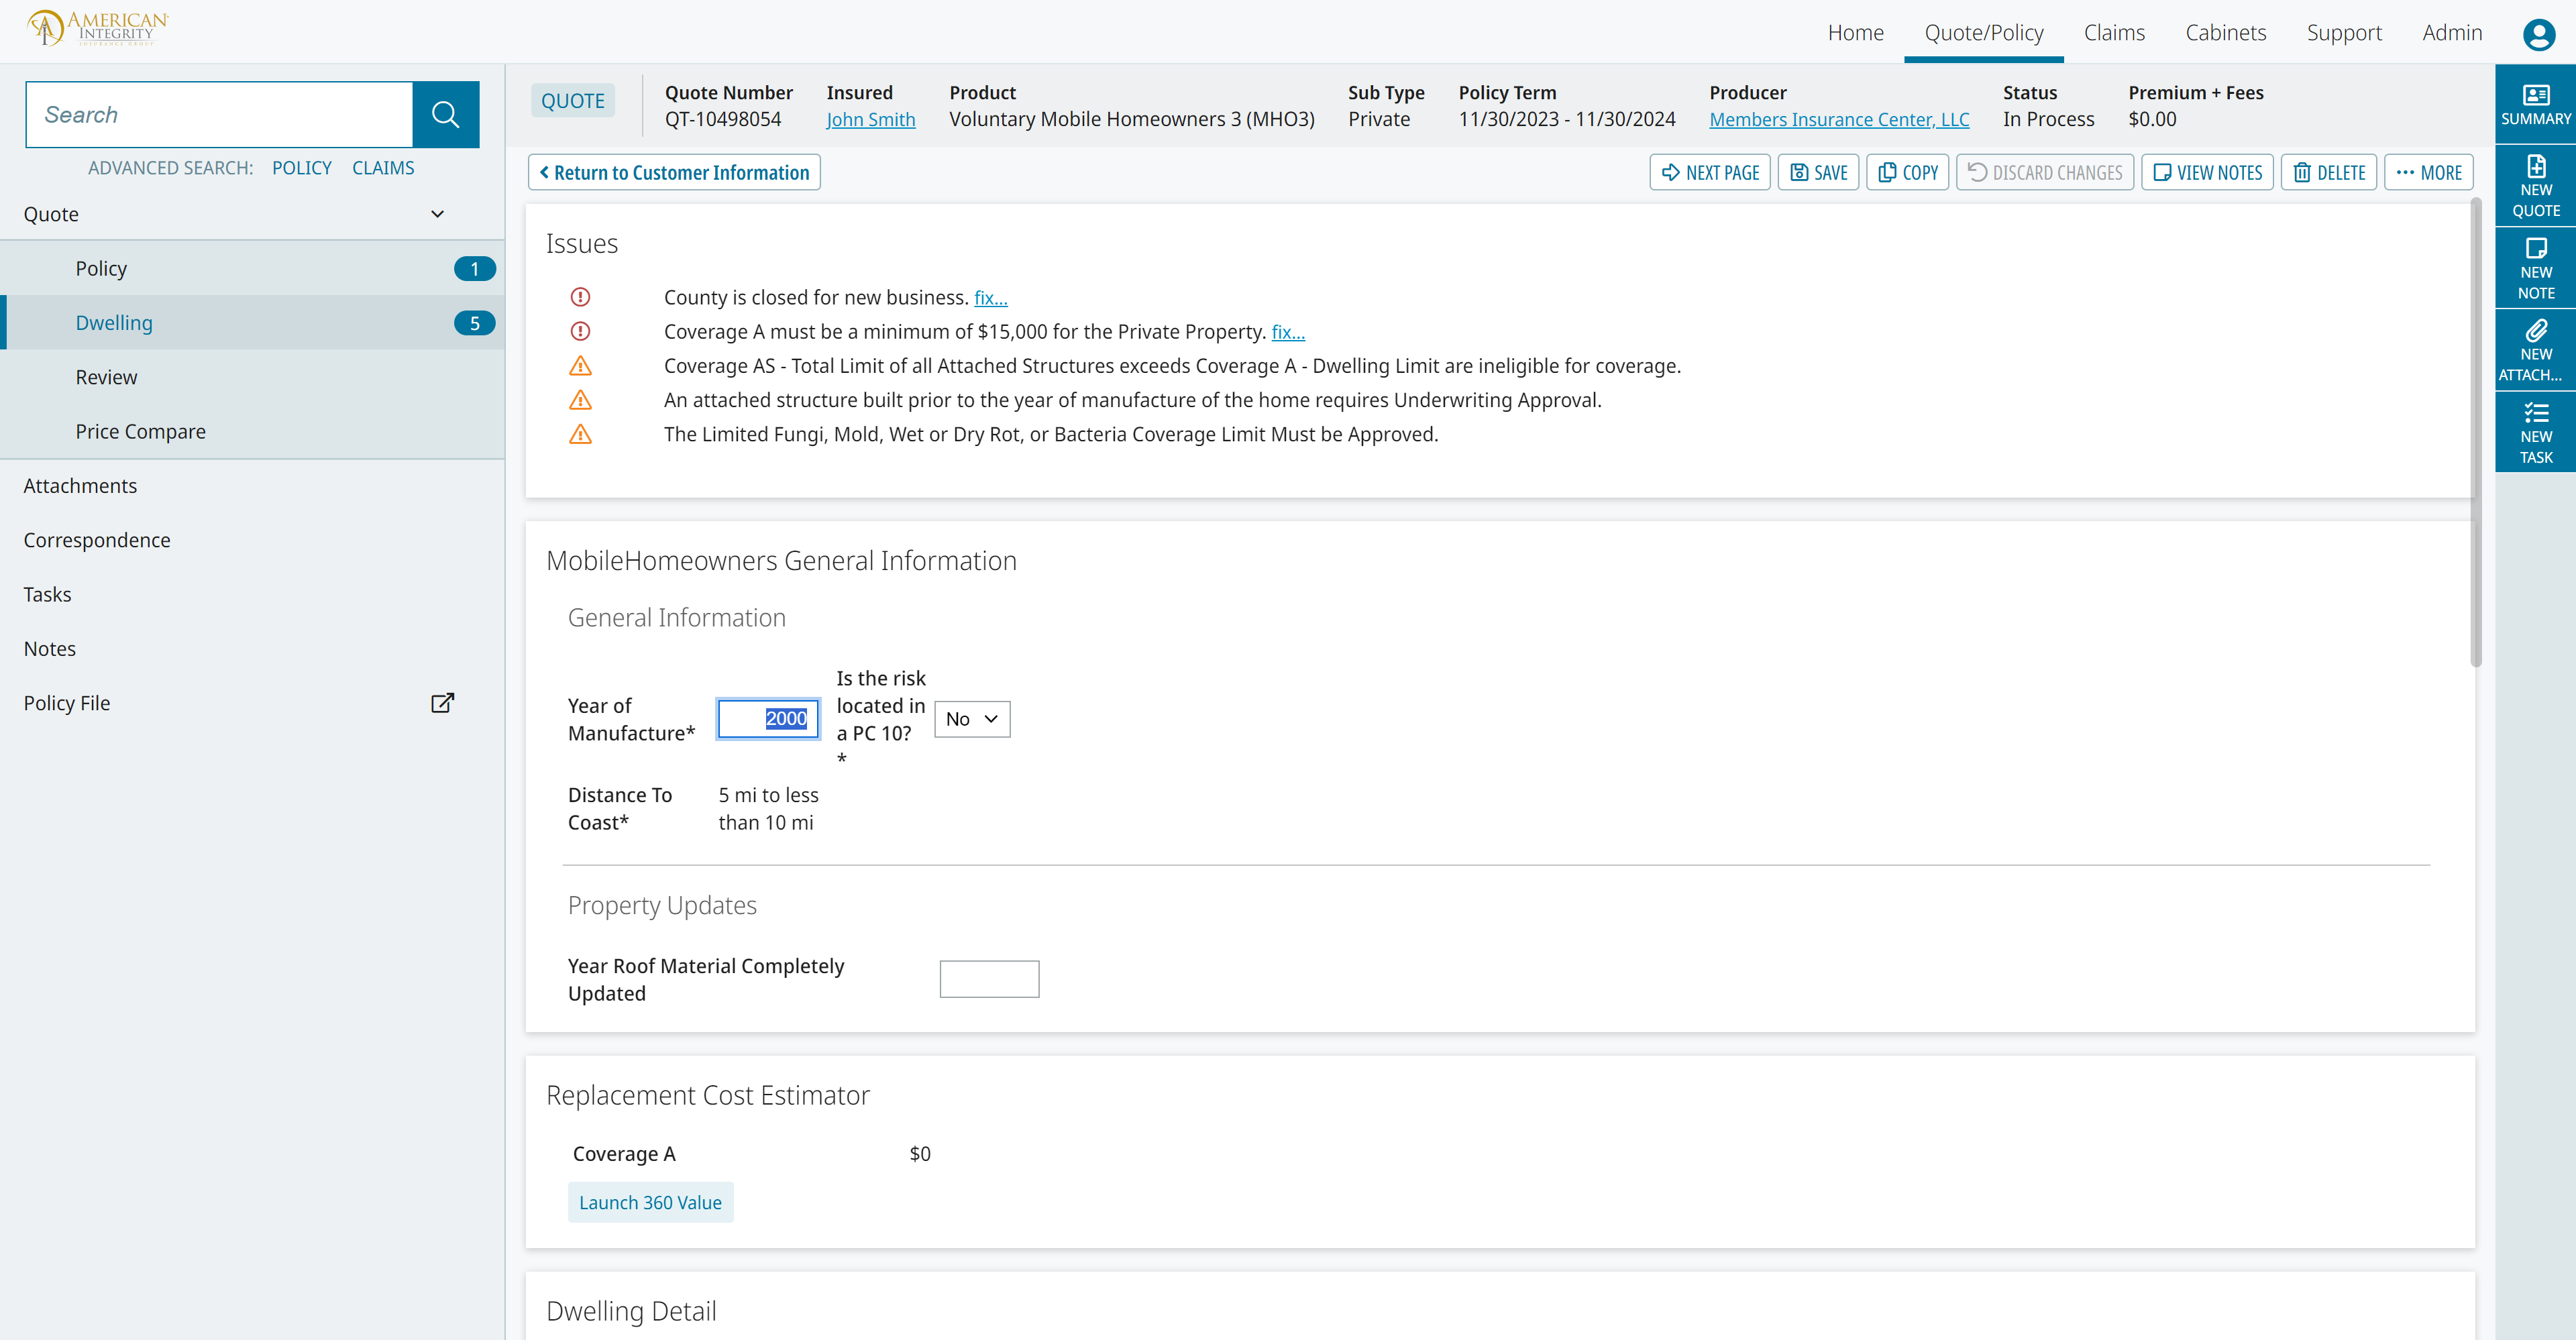 AMERICAN
INTEGRITY
INSURANCE GROUP
Home
Quote/Policy
Claims
Cabinets
Support
Admin
Search
ADVANCED SEARCH: POLICY CLAIMS
Quote
Policy 1
Dwelling 5
Review
Price Compare
Attachments
Correspondence
Tasks
Notes
Policy File
QUOTE
Quote Number
QT-10498054
Insured
John Smith
Product
Voluntary Mobile Homeowners 3 (MHO3)
Sub Type
Private
Policy Term
11/30/2023 - 11/30/2024
Producer
Members Insurance Center, LLC
Status
In Process
Premium + Fees
$0.00
Return to Customer Information
NEXT PAGE
SAVE
COPY
DISCARD CHANGES
VIEW NOTES
DELETE
MORE
Issues
County is closed for new business. fix...
Coverage A must be a minimum of $15,000 for the Private Property. fix...
Coverage AS - Total Limit of all Attached Structures exceeds Coverage A - Dwelling Limit are ineligible for coverage.
An attached structure built prior to the year of manufacture of the home requires Underwriting Approval.
The Limited Fungi, Mold, Wet or Dry Rot, or Bacteria Coverage Limit Must be Approved.
MobileHomeowners General Information
General Information
Year of
Manufacture*
2000
Is the risk
located in
a PC 10?
*
No
Distance To
Coast*
5 mi to less
than 10 mi
Property Updates
Year Roof Material Completely
Updated
Replacement Cost Estimator
Coverage A $0
Launch 360 Value
Dwelling Detail
SUMMARY
NEW
QUOTE
NEW
NOTE
NEW
ATTACH...
NEW
TASK